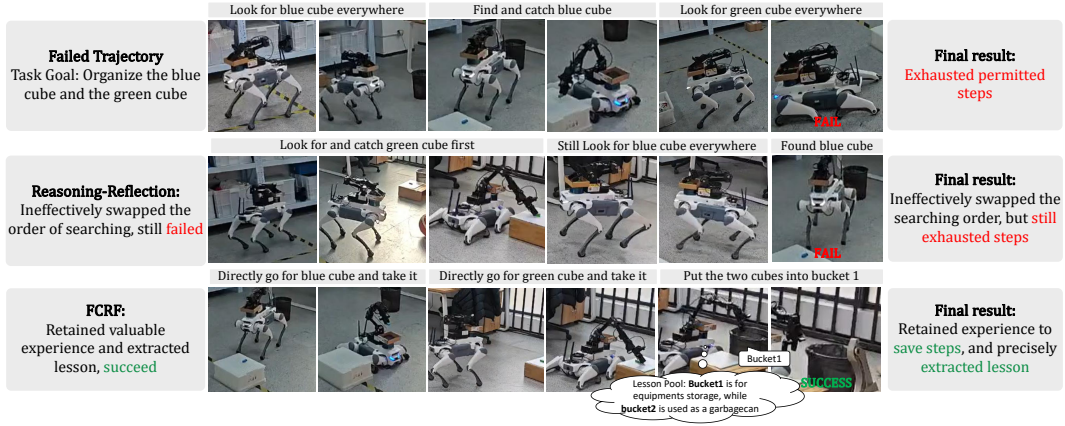 Look for blue cube everywhere
Find and catch blue cube
Look for green cube everywhere
Failed Trajectory
Task Goal: Organize the blue
cube and the green cube
FAIL
Final result:
Exhausted permitted
steps
Look for and catch green cube first
Still Look for blue cube everywhere
Found blue cube
Reasoning-Reflection:
Ineffectively swapped the
order of searching, still failed
FAIL
Final result:
Ineffectively swapped the
searching order, but still
exhausted steps
Directly go for blue cube and take it
Directly go for green cube and take it
Put the two cubes into bucket 1
FCRF:
Retained valuable
experience and extracted
lesson, succeed
Bucket1
SUCCESS
Lesson Pool: Bucket1 is for
equipments storage, while
bucket2 is used as a garbagecan
Final result:
Retained experience to
save steps, and precisely
extracted lesson